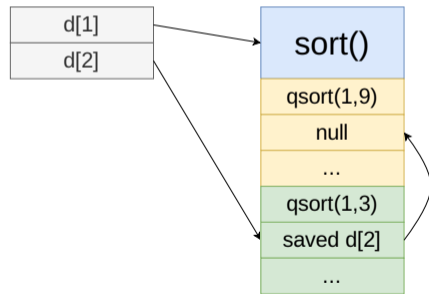 d[1]
d[2]
sort()
qsort(1,9)
null
...
qsort(1,3)
saved d[2]
...